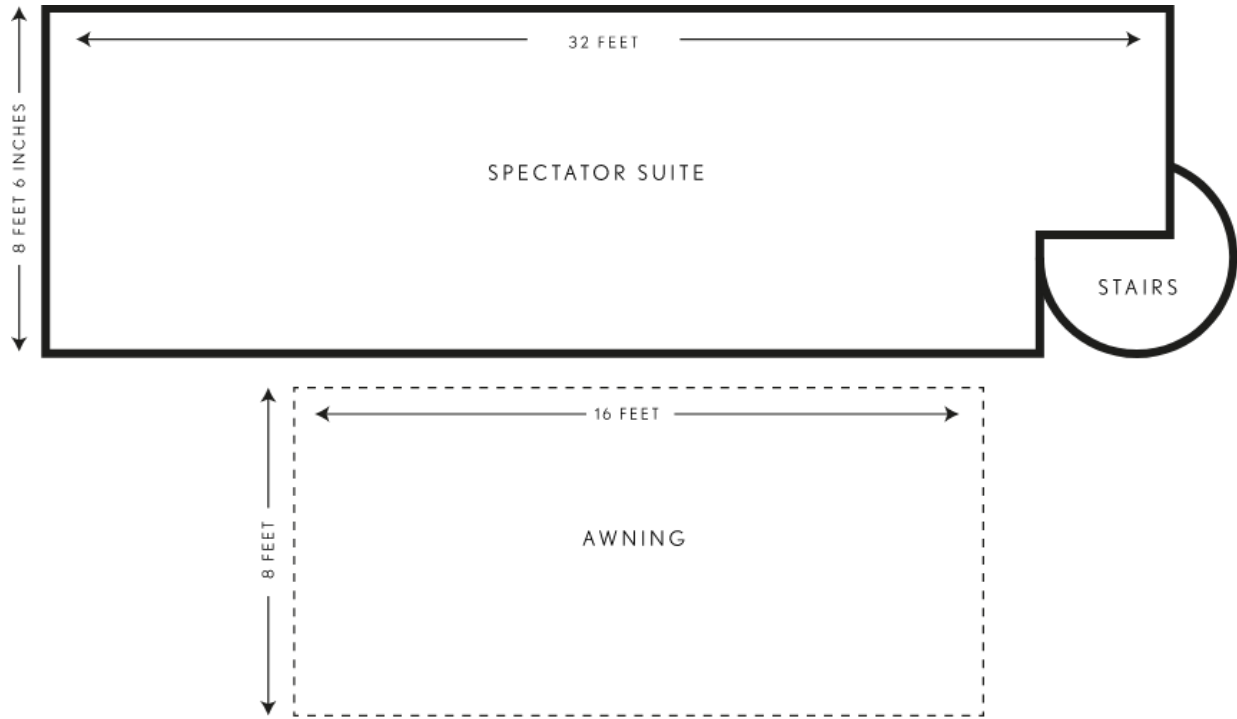 32 FEET
8 FEET 6 INCHES
SPECTATOR SUITE
STAIRS
16 FEET
8 FEET
AWNING